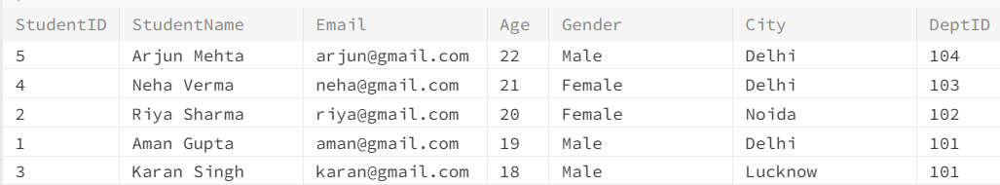 StudentID StudentName Email Age Gender City DeptID
5 Arjun Mehta arjun@gmail.com 22 Male Delhi 104
4 Neha Verma neha@gmail.com 21 Female Delhi 103
2 Riya Sharma riya@gmail.com 20 Female Noida 102
1 Aman Gupta aman@gmail.com 19 Male Delhi 101
3 Karan Singh karan@gmail.com 18 Male Lucknow 101